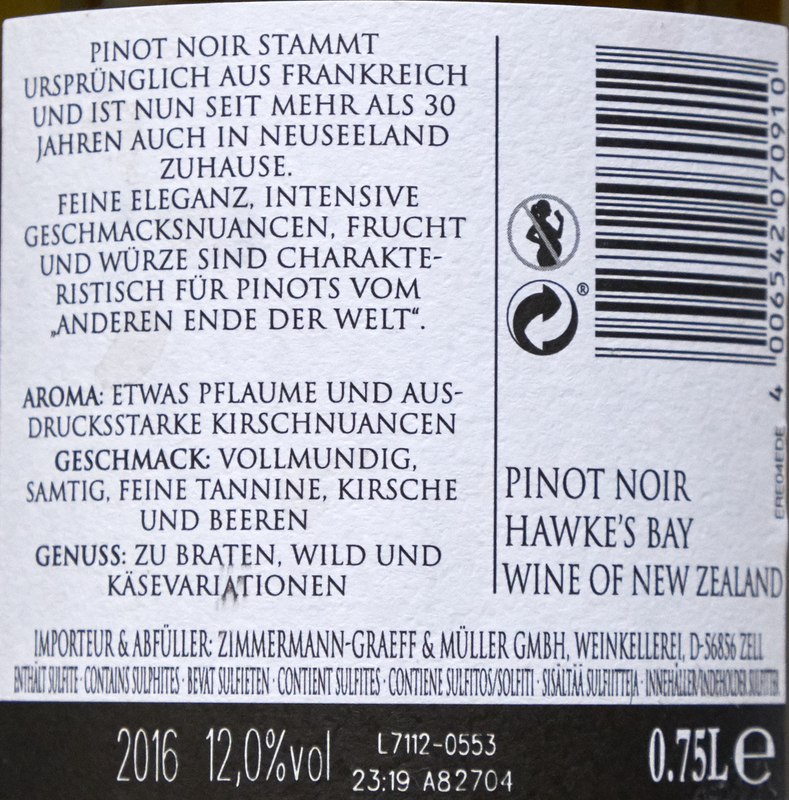 PINOT NOIR STAMMT
URSPRÜNGLICH AUS FRANKREICH
UND IST NUN SEIT MEHR ALS 30
JAHREN AUCH IN NEUSEELAND
ZUHAUSE.
FEINE ELEGANZ, INTENSIVE
GESCHMACKSNUANCEN, FRUCHT
UND WÜRZE SIND CHARAKTE-
RISTISCH FÜR PINOTS VOM
„ANDEREN ENDE DER WELT“.
AROMA: ETWAS PFLAUME UND AUS-
DRUCKSSTARKE KIRSCHNUANCEN
GESCHMACK: VOLLMUNDIG,
SAMTIG, FEINE TANNINE, KIRSCHE
UND BEEREN
GENUSS: ZU BRATEN, WILD UND
KÄSEVARIATIONEN
®
4 006542 070910
ERE04EDE
PINOT NOIR
HAWKE'S BAY
WINE OF NEW ZEALAND
IMPORTEUR & ABFÜLLER: ZIMMERMANN-GRAEFF & MÜLLER GMBH, WEINKELLEREI, D-56856 ZELL
ENTHÄLT SULFITE · CONTAINS SULPHITES · BEVAT SULFIETEN · CONTIENT SULFITES · CONTIENE SULFITOS/SOLFITI · SISÄLTÄÄ SULFIITTEJA · INNEHÅLLER/INDEHOLDER SULFITTER
2016 12,0%vol
L7112-0553
23:19 A82704
0.75L e